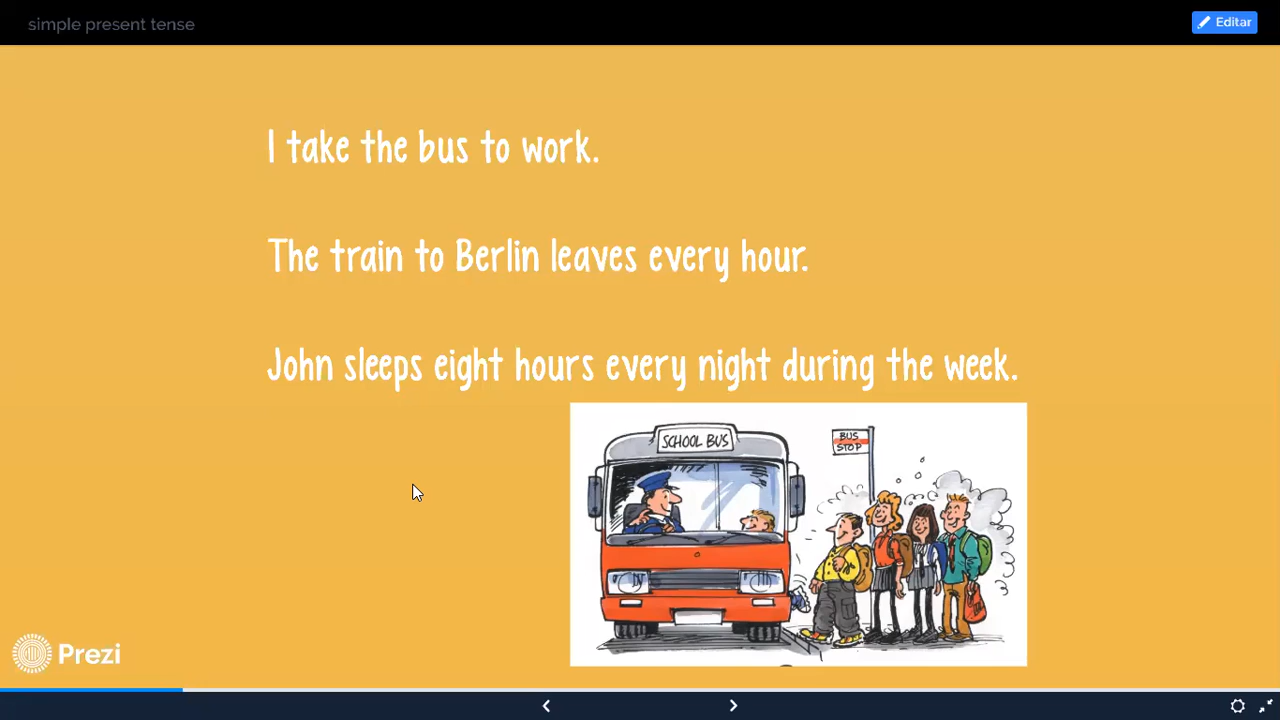 simple present tense
Editar
I take the bus to work.
The train to Berlin leaves every hour.
John sleeps eight hours every night during the week.
SCHOOL BUS
BUS
STOP
Prezi